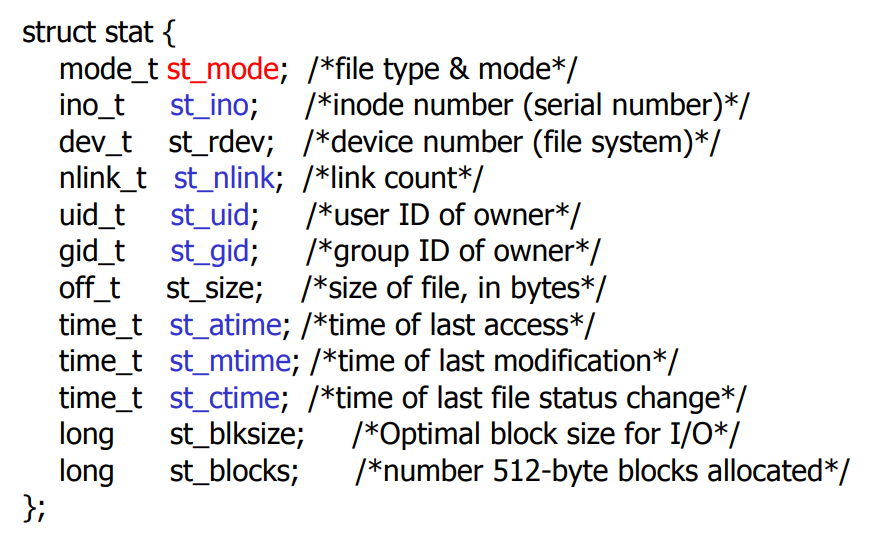 struct stat {
mode_t st_mode; /*file type & mode*/
ino_t st_ino; /*inode number (serial number)*/
dev_t st_rdev; /*device number (file system)*/
nlink_t st_nlink; /*link count*/
uid_t st_uid; /*user ID of owner*/
gid_t st_gid; /*group ID of owner*/
off_t st_size; /*size of file, in bytes*/
time_t st_atime; /*time of last access*/
time_t st_mtime; /*time of last modification*/
time_t st_ctime; /*time of last file status change*/
long st_blksize; /*Optimal block size for I/O*/
long st_blocks; /*number 512-byte blocks allocated*/
};